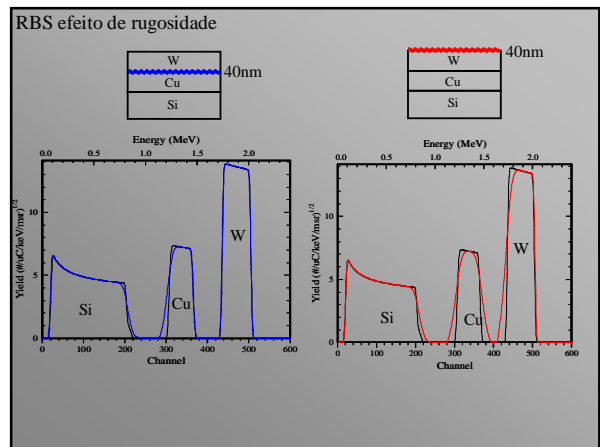 RBS efeito de rugosidade
W
Cu
Si
40nm
W
Cu
Si
40nm
Energy (MeV)
0.0 0.5 1.0 1.5 2.0
Yield (#/uC/keV/msr)1/2
10
5
0
Si
Cu
W
0 100 200 300 400 500 600
Channel
Energy (MeV)
0.0 0.5 1.0 1.5 2.0
Yield (#/uC/keV/msr)1/2
10
5
0
Si
Cu
W
0 100 200 300 400 500 600
Channel